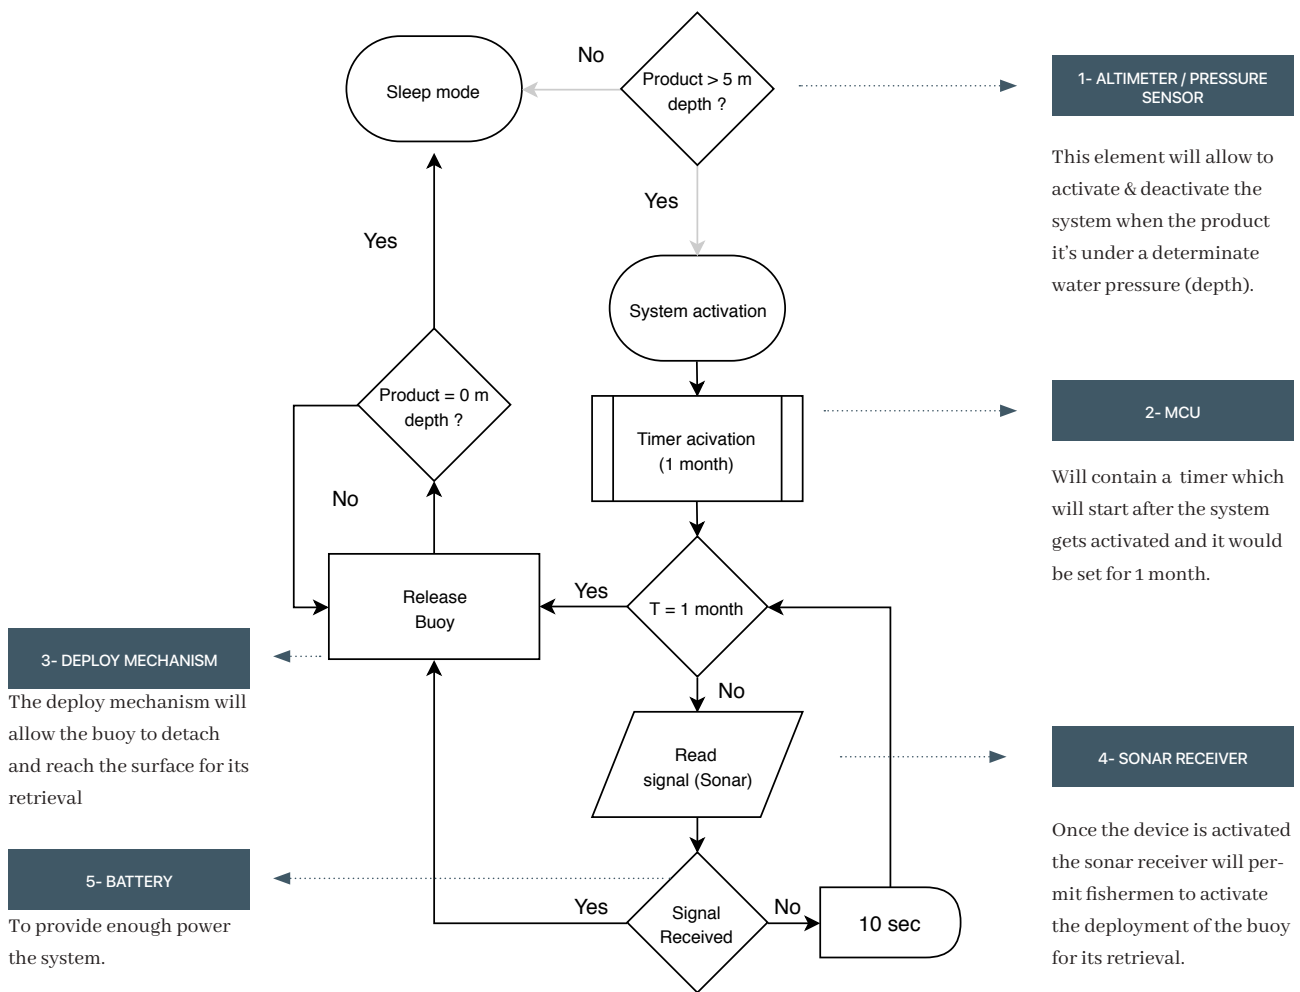 No
Product > 5 m
depth ?
Sleep mode
1- ALTIMETER / PRESSURE
SENSOR
This element will allow to
activate & deactivate the
system when the product
it's under a determinate
water pressure (depth).
Yes
Yes
System activation
Product = 0 m
depth ?
Timer acivation
(1 month)
2- MCU
Will contain a timer which
will start after the system
gets activated and it would
be set for 1 month.
No
Release
Buoy
Yes
T = 1 month
3- DEPLOY MECHANISM
The deploy mechanism will
allow the buoy to detach
and reach the surface for its
retrieval
No
Read
signal (Sonar)
4- SONAR RECEIVER
Once the device is activated
the sonar receiver will per-
mit fishermen to activate
the deployment of the buoy
for its retrieval.
5- BATTERY
To provide enough power
the system.
Yes
Signal
Received
No
10 sec